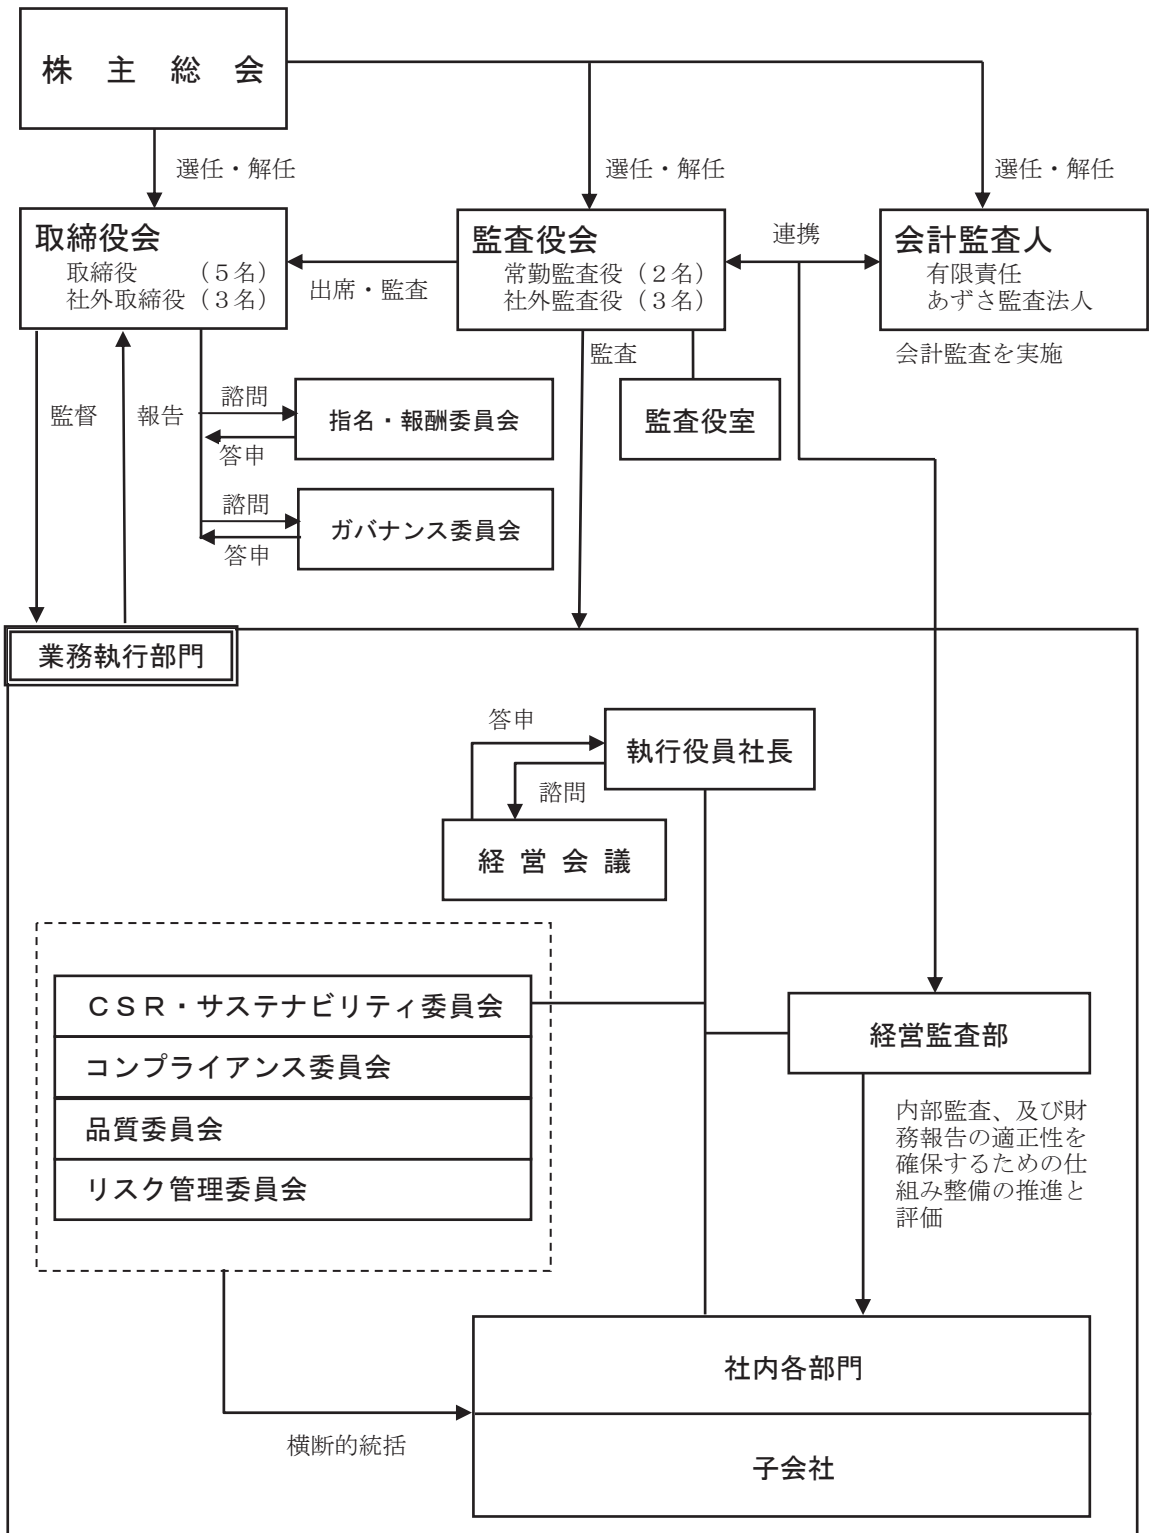 株主総会
選任・解任
選任・解任
選任・解任
取締役会
取締役　　（５名）
社外取締役（３名）
出席・監査
監査役会
常勤監査役（２名）
社外監査役（３名）
連携
会計監査人
有限責任
あずさ監査法人
会計監査を実施
監督
報告
諮問
指名・報酬委員会
答申
諮問
ガバナンス委員会
答申
監査
監査役室
業務執行部門
答申
執行役員社長
諮問
経営会議
ＣＳＲ・サステナビリティ委員会
コンプライアンス委員会
品質委員会
リスク管理委員会
経営監査部
内部監査、及び財
務報告の適正性を
確保するための仕
組み整備の推進と
評価
社内各部門
横断的統括
子会社